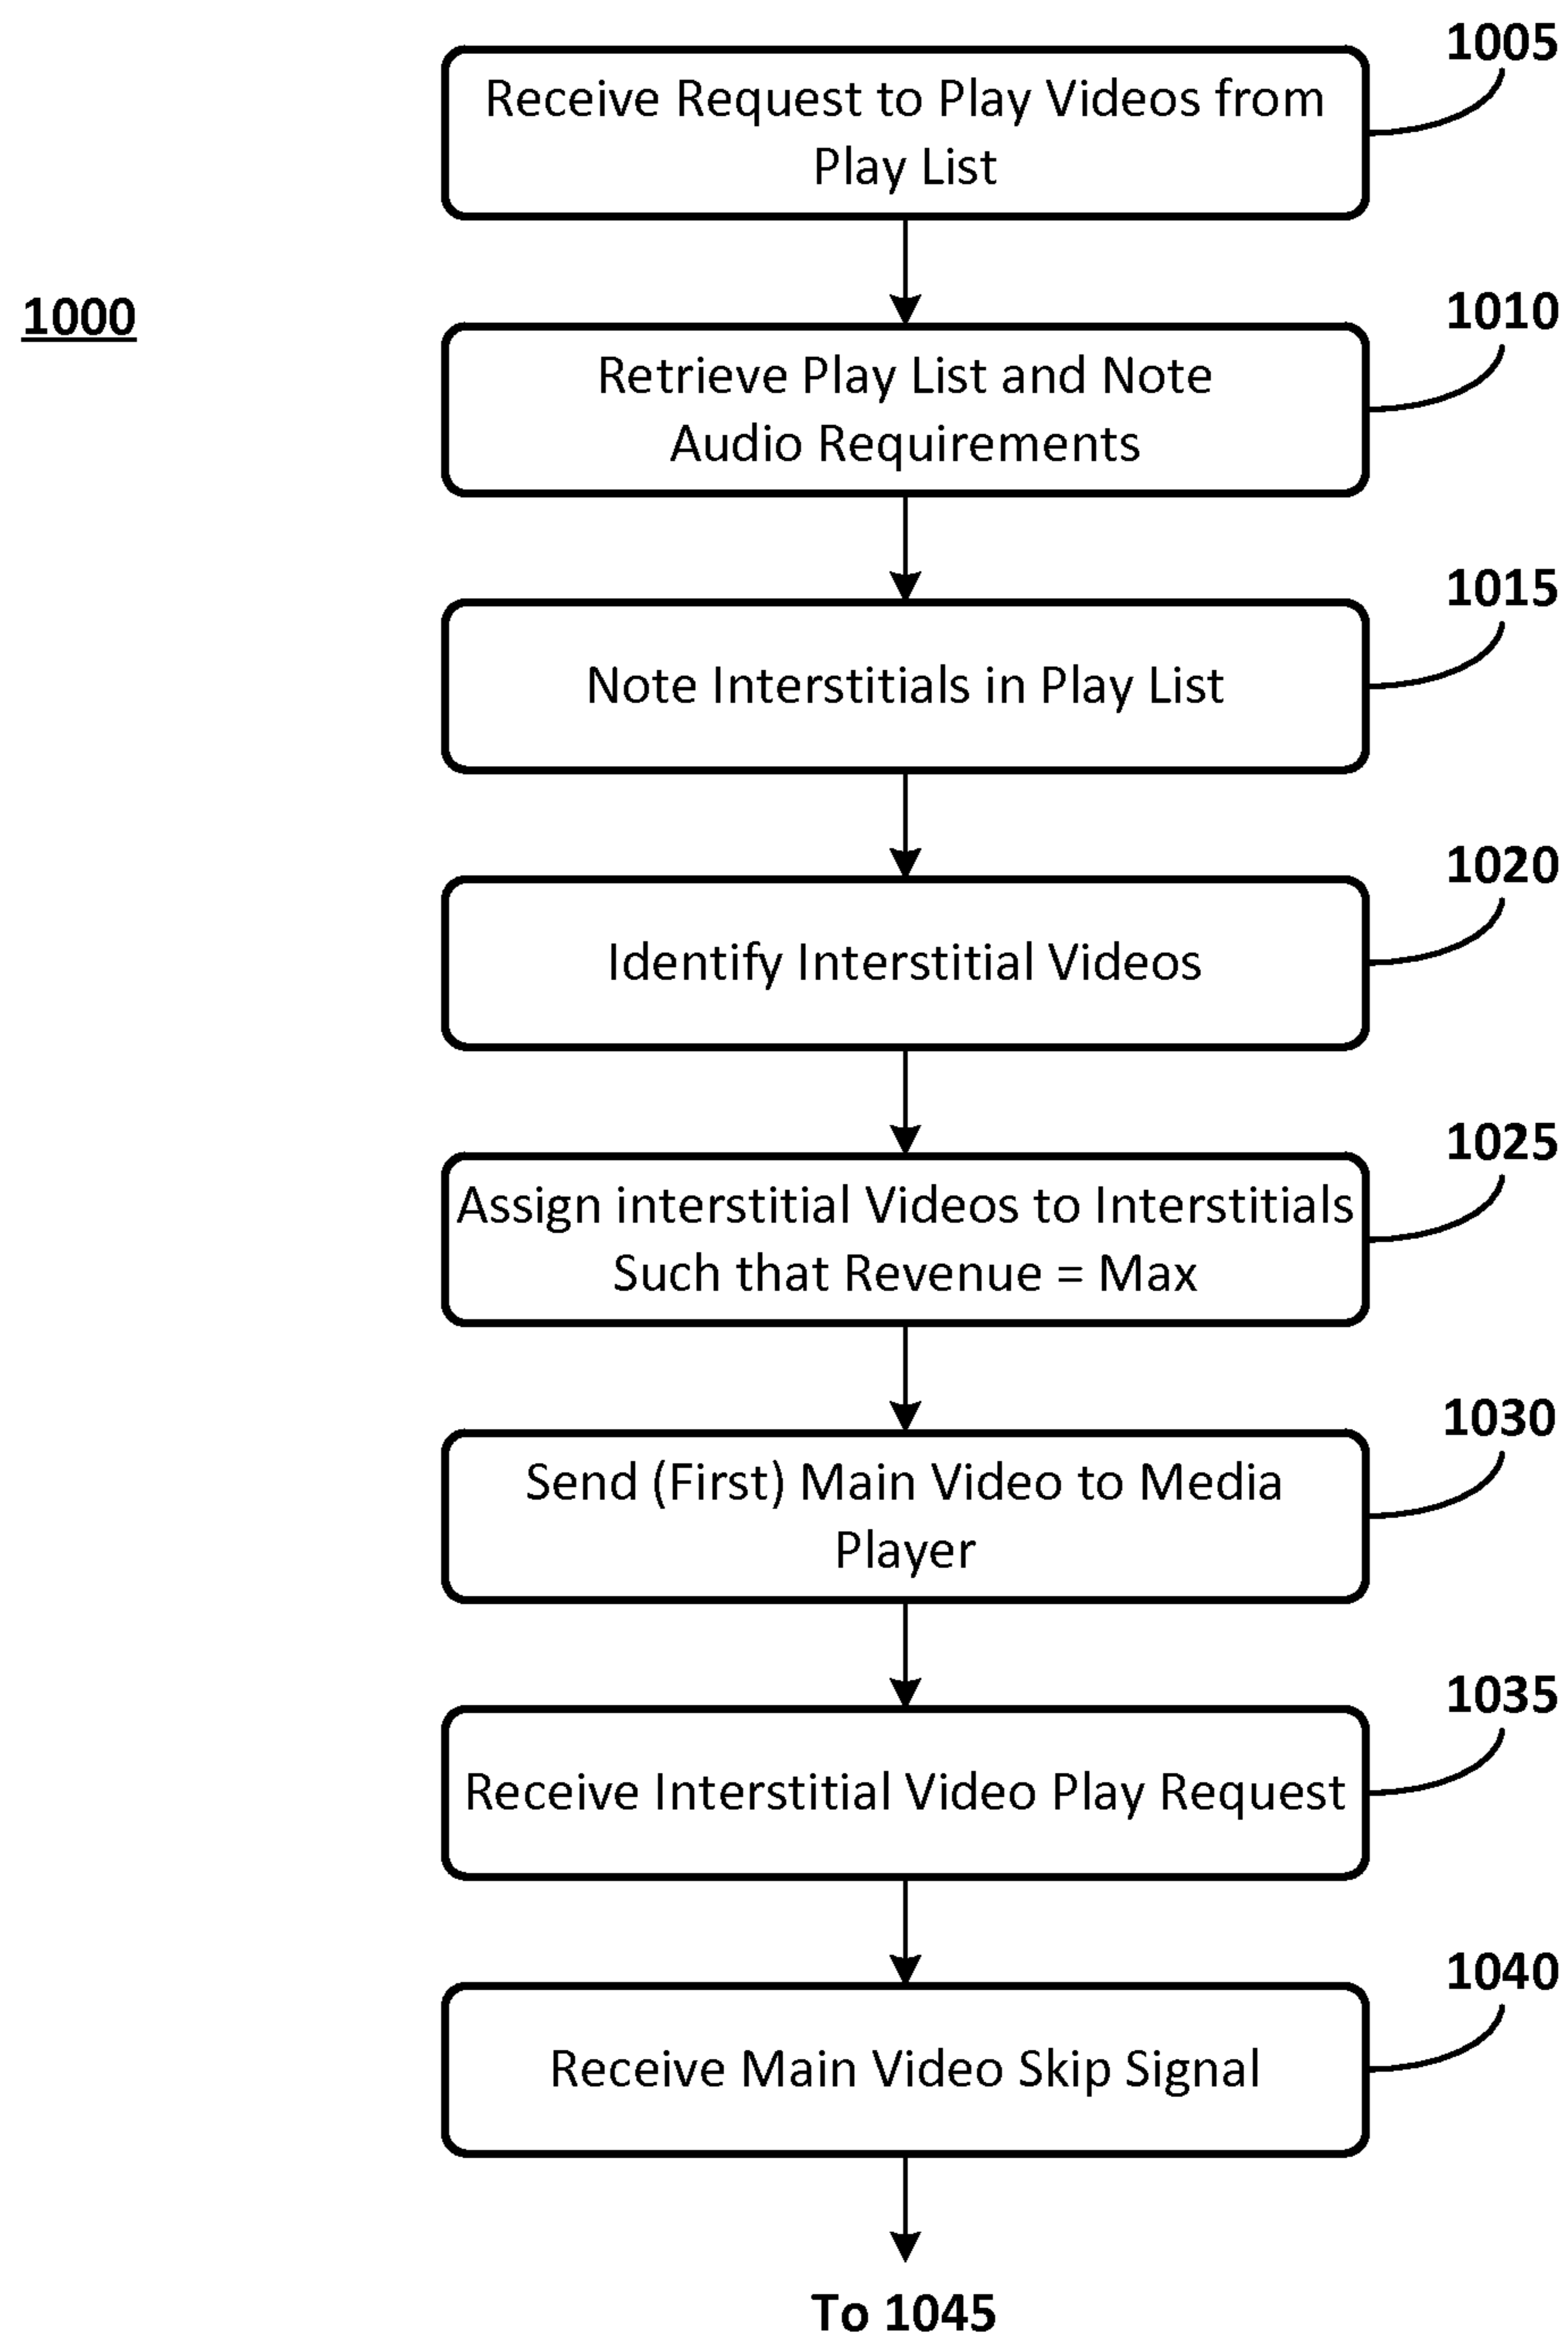 1005
Receive Request to Play Videos from
Play List
1000
1010
Retrieve Play List and Note
Audio Requirements
1015
Note Interstitials in Play List
1020
Identify Interstitial Videos
1025
Assign interstitial Videos to Interstitials
Such that Revenue = Max
1030
Send (First) Main Video to Media
Player
1035
Receive Interstitial Video Play Request
1040
Receive Main Video Skip Signal
To 1045